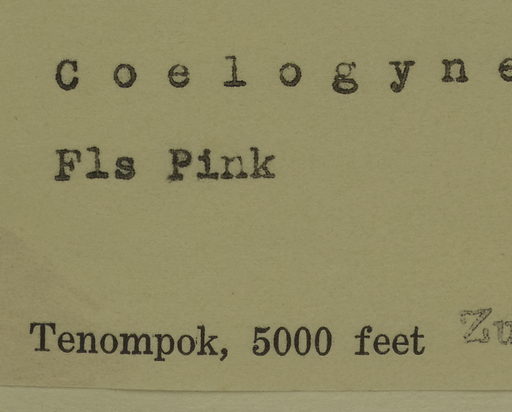 Coelogyne
Fls Pink
Tenompok, 5000 feet